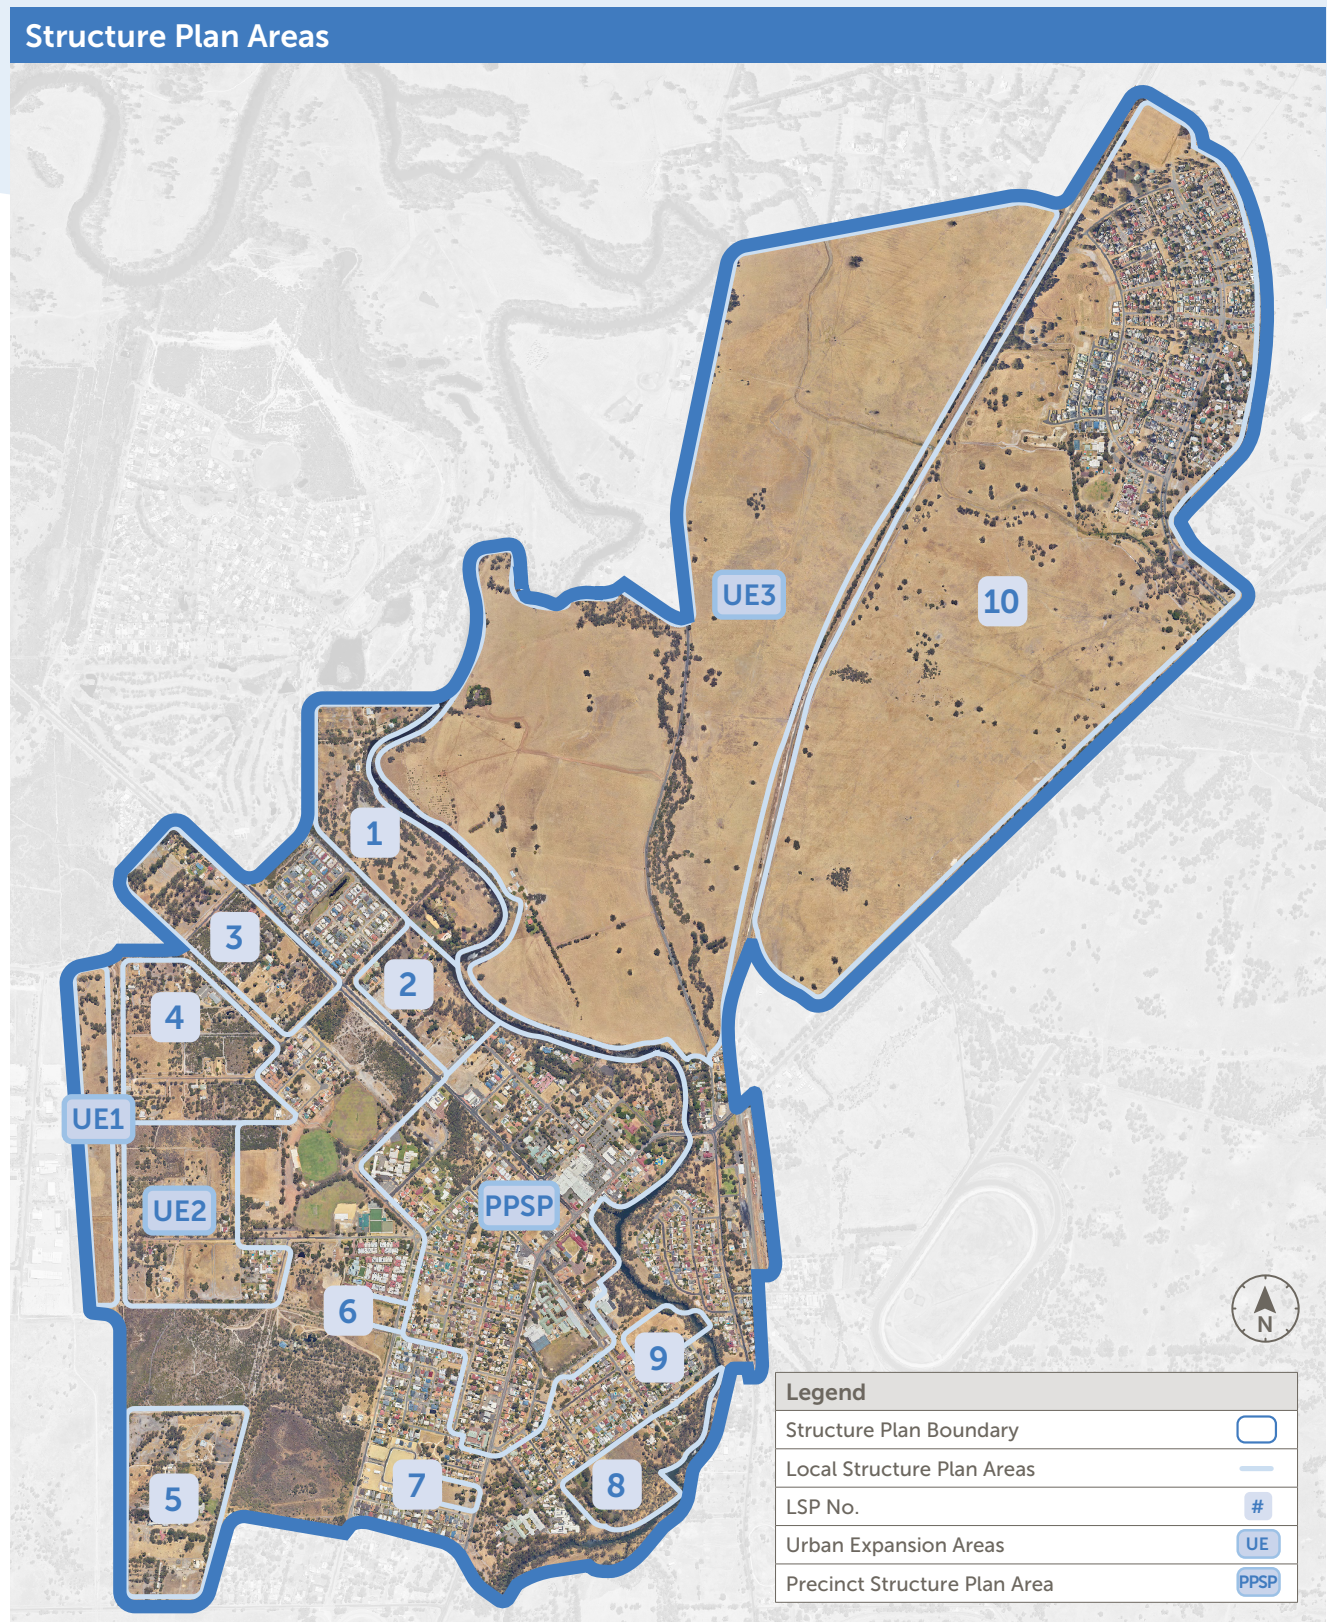 Structure Plan Areas
UE3
10
1
3
2
4
UE1
UE2
PPSP
6
9
7
8
5
N
Legend
Structure Plan Boundary
Local Structure Plan Areas
LSP No.
#
Urban Expansion Areas
UE
Precinct Structure Plan Area
PPSP